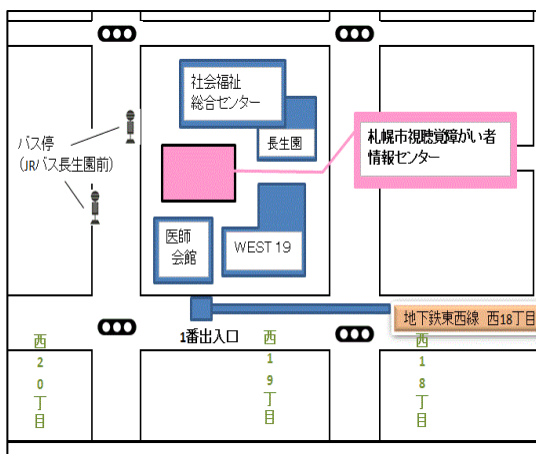 社会福祉
総合センター
長生園
札幌市視聴覚障がい者
情報センター
バス停
(JRバス長生園前)
医師
会館
WEST 19
地下鉄東西線 西18丁目
1番出入口
西20丁目
西19丁目
西18丁目